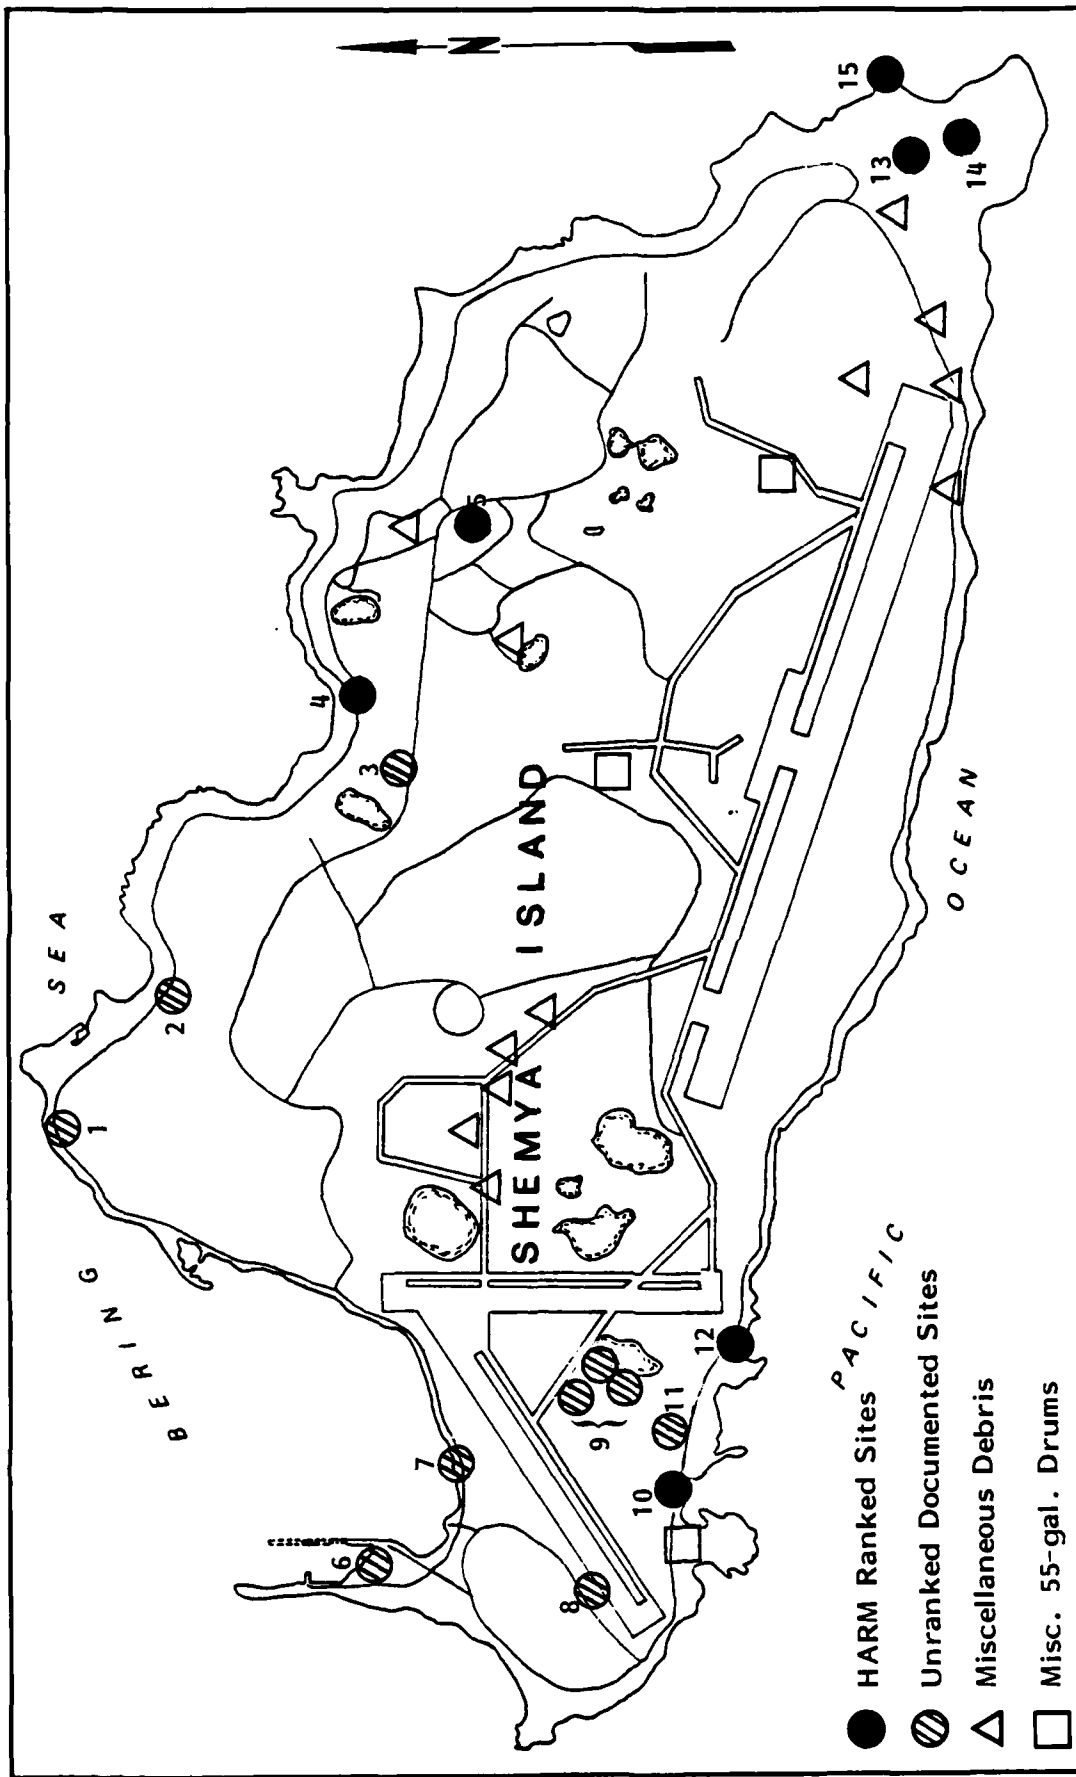 BERING
SEA
N
SHEMYA ISLAND
PACIFIC
OCEAN
1
2
3
4
5
6
7
8
9
10
11
12
13
14
15
HARM Ranked Sites
Unranked Documented Sites
Miscellaneous Debris
Misc. 55-gal. Drums